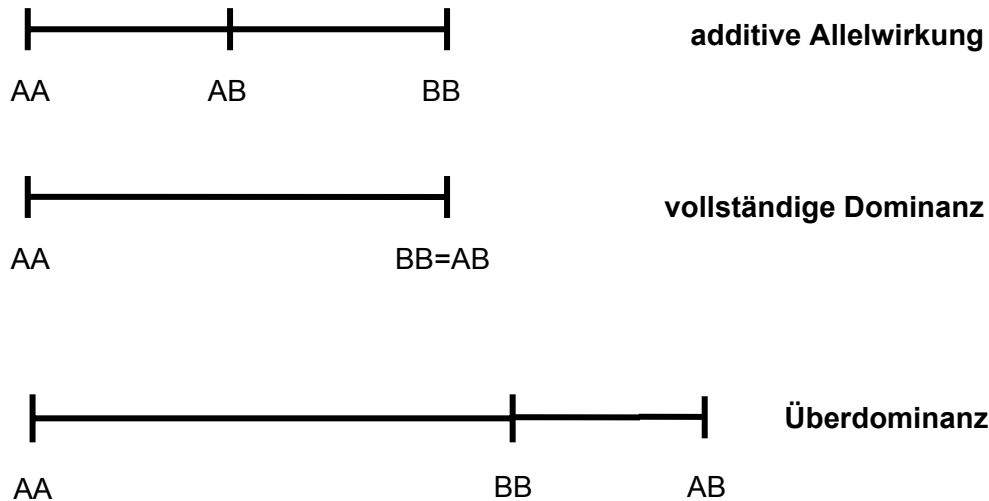 additive Allelwirkung
AA AB BB
vollständige Dominanz
AA BB=AB
Überdominanz
AA BB AB